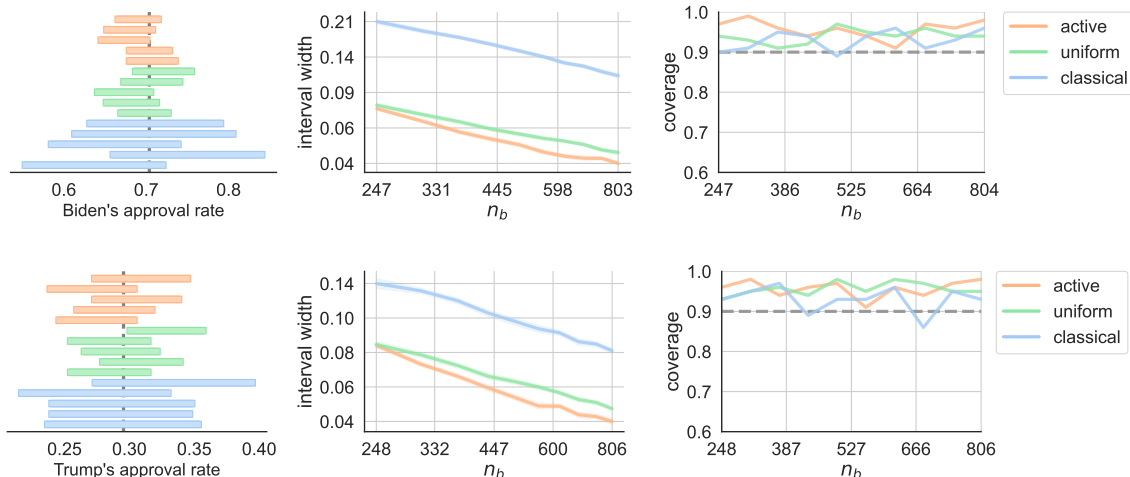 0.6 0.7 0.8
Biden's approval rate
interval width
0.21
0.14
0.09
0.06
0.04
247 331 445 598 803
n_b
coverage
1.0
0.9
0.8
0.7
0.6
247 386 525 664 804
n_b
active
uniform
classical
0.25 0.30 0.35 0.40
Trump's approval rate
interval width
0.14
0.10
0.08
0.06
0.04
248 332 447 600 806
n_b
coverage
1.0
0.9
0.8
0.7
0.6
248 387 527 666 806
n_b
active
uniform
classical